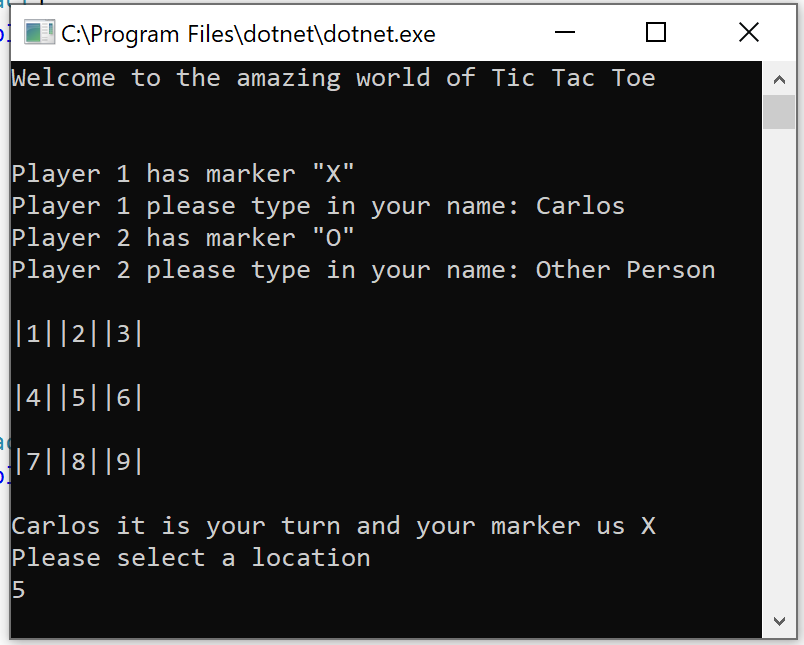 C:\Program Files\dotnet\dotnet.exe
Welcome to the amazing world of Tic Tac Toe
Player 1 has marker "X"
Player 1 please type in your name: Carlos
Player 2 has marker "O"
Player 2 please type in your name: Other Person
|1||2||3|
|4||5||6|
|7||8||9|
Carlos it is your turn and your marker us X
Please select a location
5